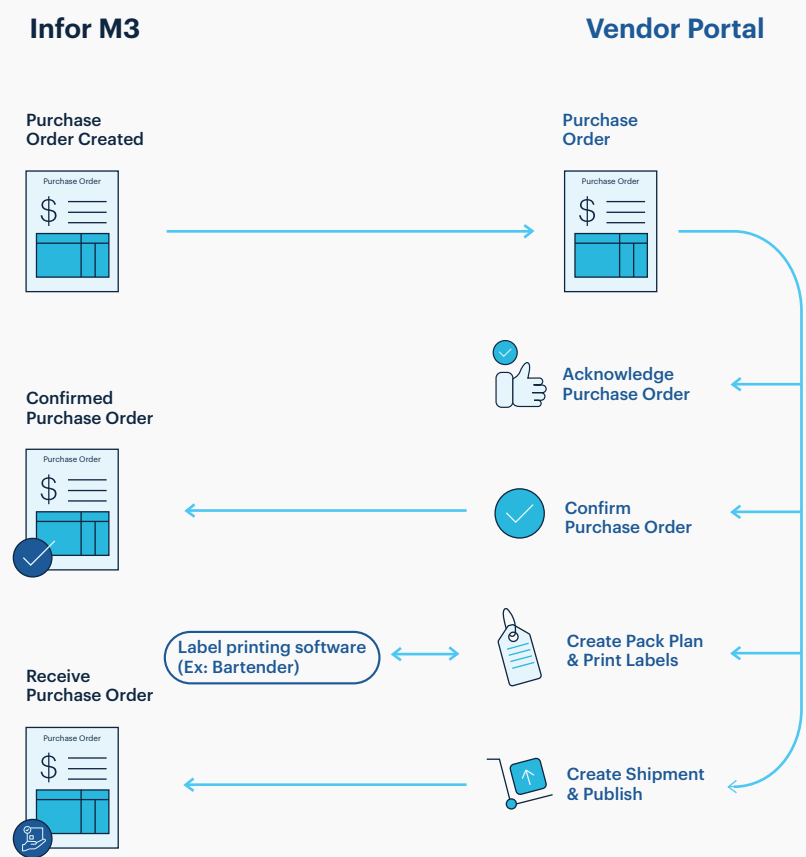 Infor M3
Vendor Portal
Purchase
Order Created
Purchase
Order
Purchase Order
Purchase Order
Acknowledge
Purchase Order
Confirmed
Purchase Order
Purchase Order
Confirm
Purchase Order
Label printing software
(Ex: Bartender)
Create Pack Plan
& Print Labels
Receive
Purchase Order
Purchase Order
Create Shipment
& Publish